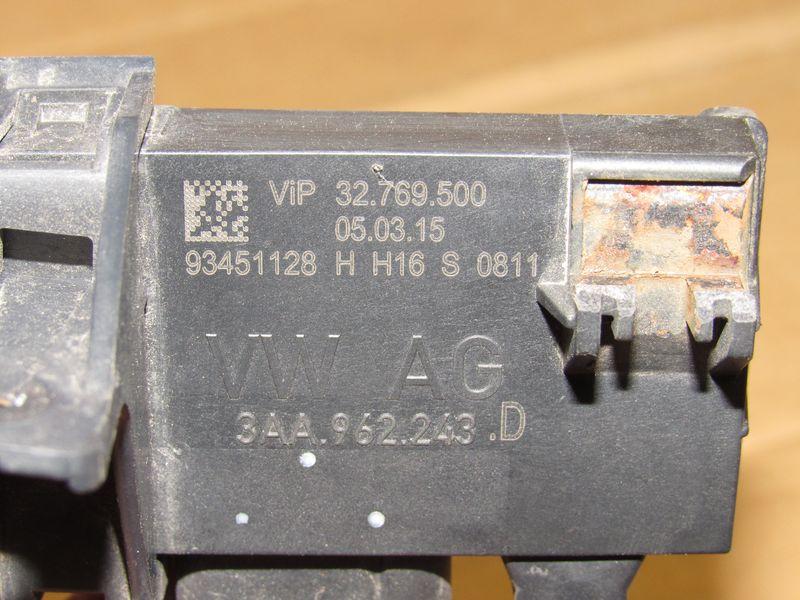 ViP 32.769.500
05.03.15
93451128 H H16 S 0811
VW AG
3AA.962.243.D